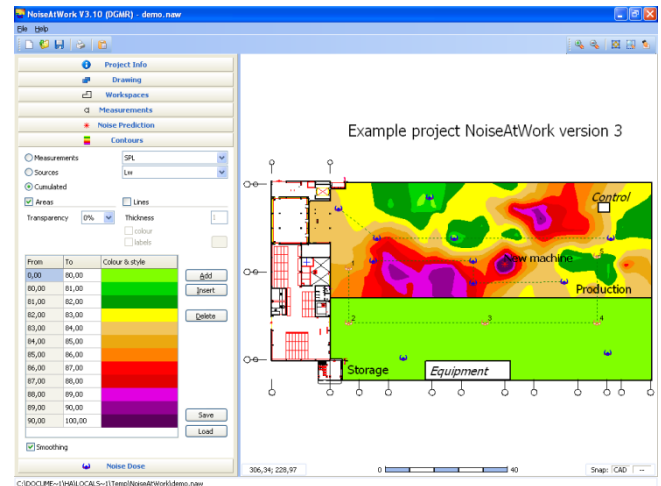 NoiseAtWork V3.10 (DGMR) - demo.naw
File Help
Project Info
Drawing
Workspaces
Measurements
Noise Prediction
Contours
Measurements SPL
Sources Lw
Cumulated
Areas Lines
Transparency 0% Thickness 1
colour
labels
From To Colour & style
0,00 80,00 Add
80,00 81,00 Insert
81,00 82,00
82,00 83,00 Delete
83,00 84,00
84,00 85,00
85,00 86,00
86,00 87,00
87,00 88,00
88,00 89,00
89,00 90,00 Save
90,00 100,00 Load
Smoothing
Noise Dose
Example project NoiseAtWork version 3
Control
New machine
1
Production
2 3 4
Storage Equipment
306,34; 228,97 0 40 Snap: CAD --
C:\DOCUME~1\HA\LOCALS~1\Temp\NoiseAtWork\demo.naw